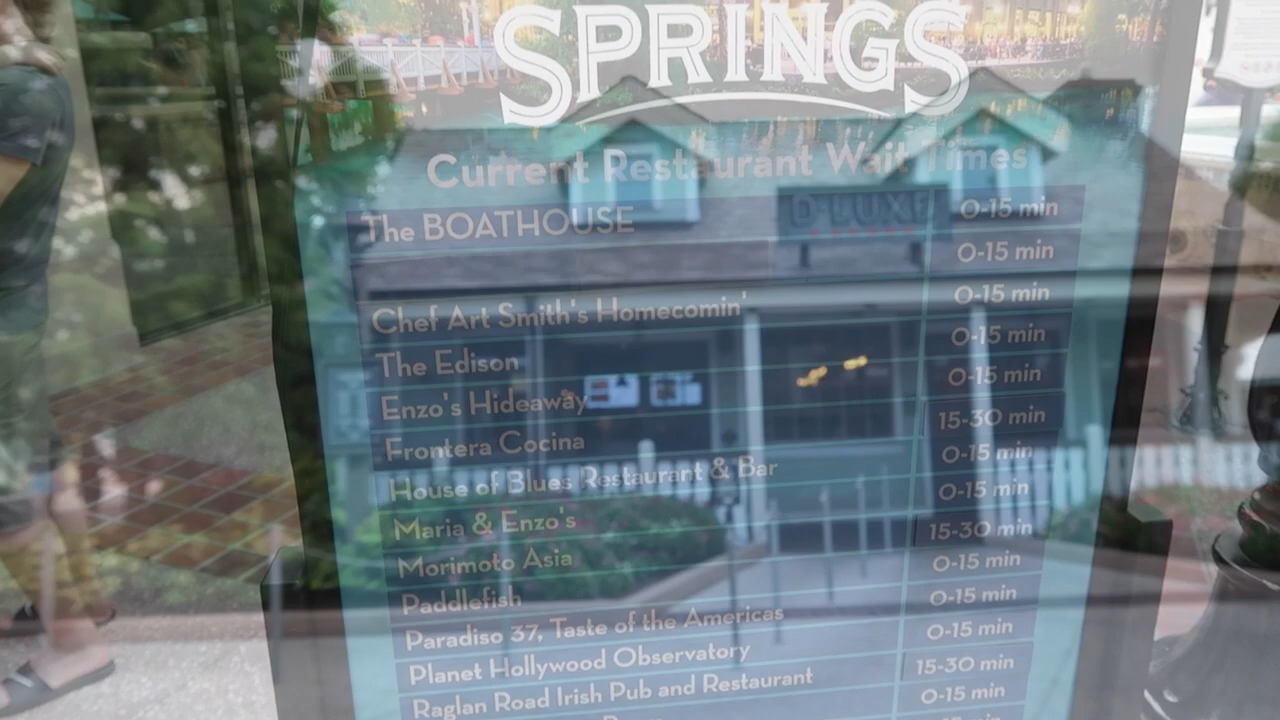 SPRINGS
Current Restaurant Wait Times
The BOATHOUSE 0-15 min
D-LUXE
0-15 min
Chef Art Smith's Homecomin' 0-15 min
The Edison 0-15 min
Enzo's Hideaway 0-15 min
Frontera Cocina 15-30 min
House of Blues Restaurant & Bar 0-15 min
Maria & Enzo's 0-15 min
Morimoto Asia 15-30 min
Paddlefish 0-15 min
Paradiso 37, Taste of the Americas 0-15 min
Planet Hollywood Observatory 0-15 min
Raglan Road Irish Pub and Restaurant 15-30 min
0-15 min